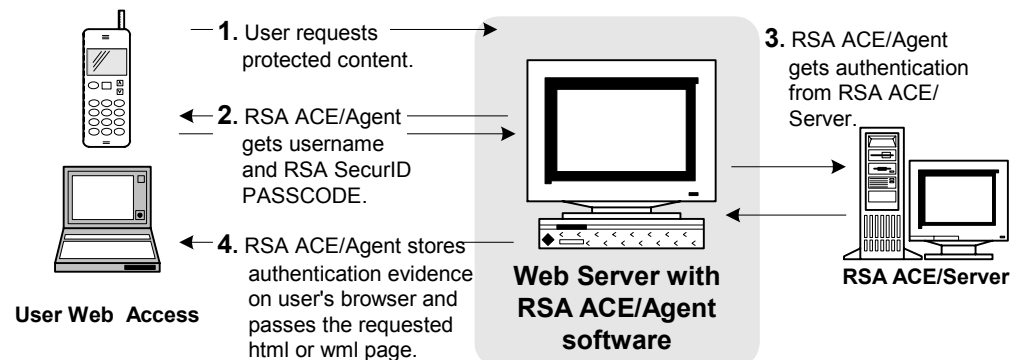 1. User requests
protected content.
2. RSA ACE/Agent
gets username
and RSA SecurID
PASSCODE.
4. RSA ACE/Agent stores
authentication evidence
on user's browser and
passes the requested
html or wml page.
User Web Access
Web Server with
RSA ACE/Agent
software
3. RSA ACE/Agent
gets authentication
from RSA ACE/
Server.
RSA ACE/Server